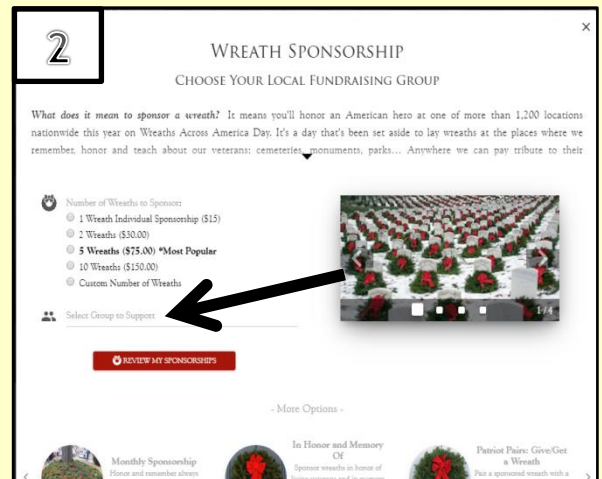 2
×
WREATH SPONSORSHIP
CHOOSE YOUR LOCAL FUNDRAISING GROUP
What does it mean to sponsor a wreath? It means you'll honor an American hero at one of more than 1,200 locations
nationwide this year on Wreaths Across America Day. It's a day that's been set aside to lay wreaths at the places where we
remember, honor and teach about our veterans: cemeteries, monuments, parks... Anywhere we can pay tribute to their
Number of Wreaths to Sponsor:
1 Wreath Individual Sponsorship ($15)
2 Wreaths ($30.00)
5 Wreaths ($75.00) *Most Popular
10 Wreaths ($150.00)
Custom Number of Wreaths
1/4
Select Group to Support
REVIEW MY SPONSORSHIPS
- More Options -
Monthly Sponsorship
Honor and remember always
In Honor and Memory
Of
Sponsor wreaths in honor of
living veterans and in memory
Patriot Pairs: Give/Get
a Wreath
Pair a sponsored wreath with a